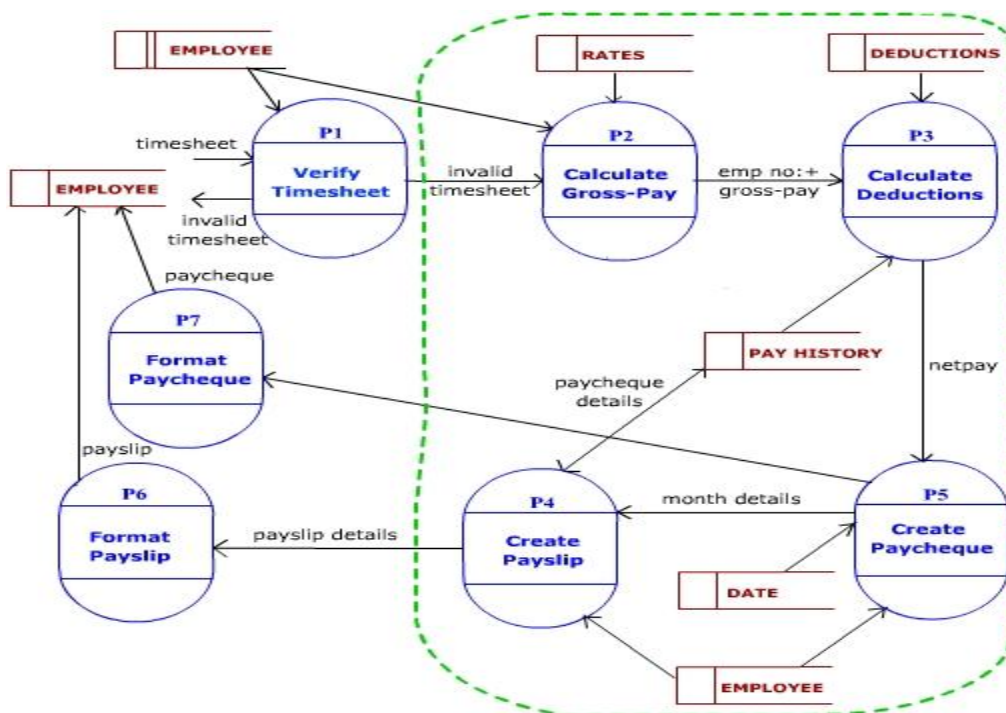 EMPLOYEE
RATES
DEDUCTIONS
P1
Verify
Timesheet
timesheet
invalid
timesheet
EMPLOYEE
invalid
timesheet
P2
Calculate
Gross-Pay
emp no:+
gross-pay
P3
Calculate
Deductions
paycheque
P7
Format
Paycheque
PAY HISTORY
paycheque
details
netpay
payslip
P6
Format
Payslip
payslip details
P4
Create
Payslip
month details
P5
Create
Paycheque
DATE
EMPLOYEE